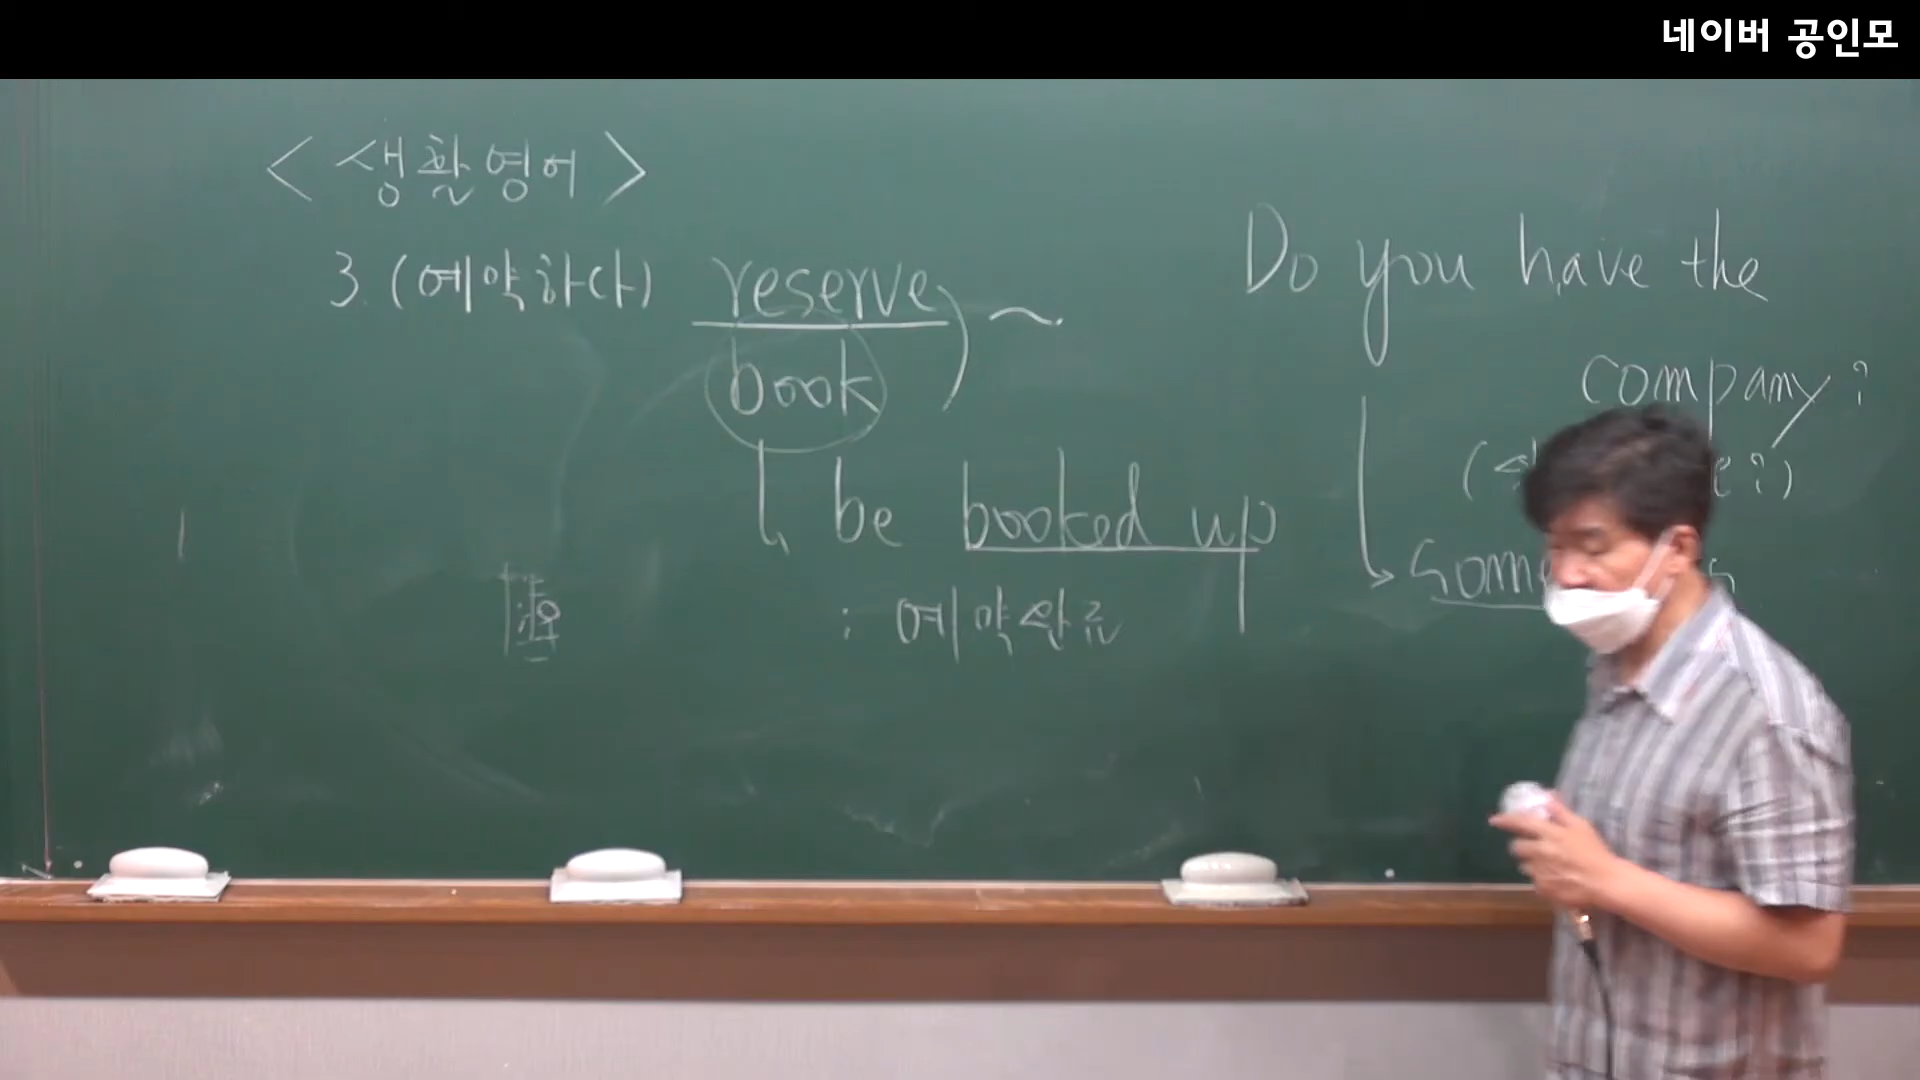 네이버 공인모
< 생활영어 >
3. (예약하다) reserve ) ~
book
be booked up
: 예약완료
Do you have the
company?